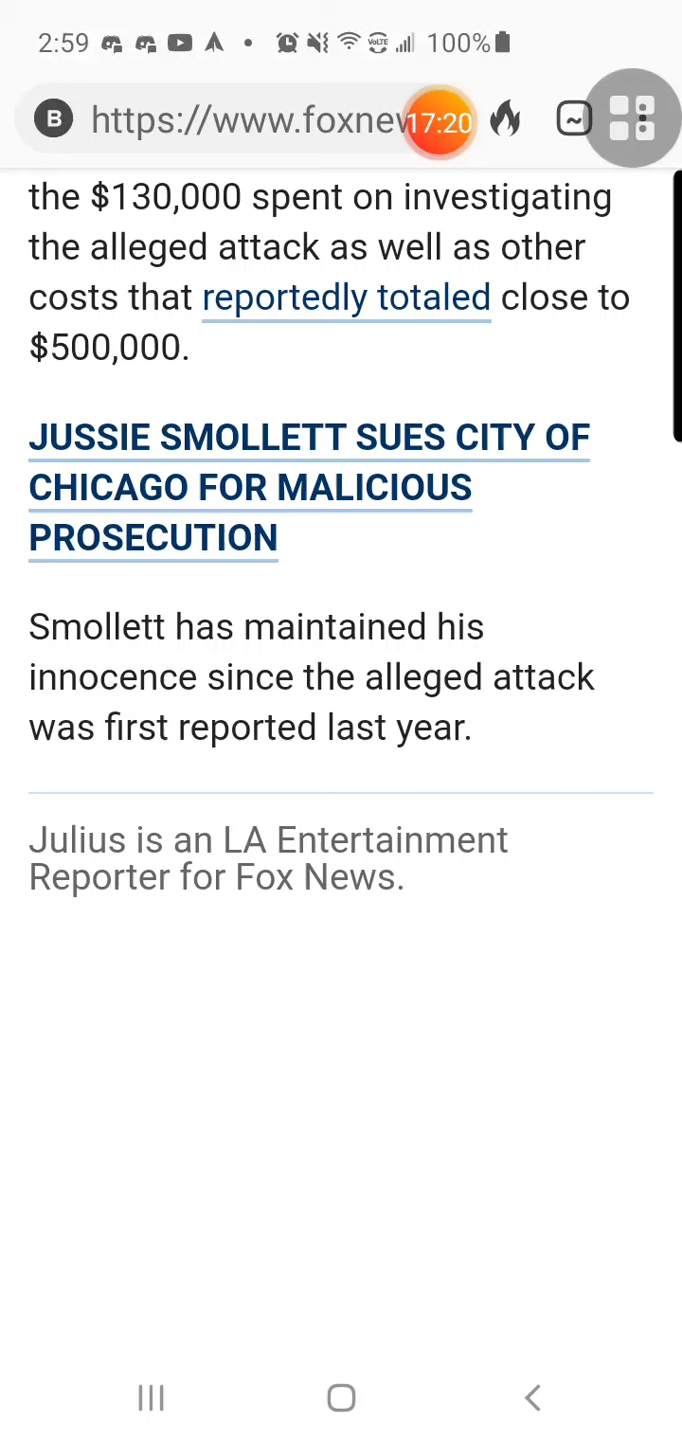 2:59
VoLTE
100%
B
https://www.foxnew
17:20
~
the $130,000 spent on investigating
the alleged attack as well as other
costs that reportedly totaled close to
$500,000.
JUSSIE SMOLLETT SUES CITY OF
CHICAGO FOR MALICIOUS
PROSECUTION
Smollett has maintained his
innocence since the alleged attack
was first reported last year.
Julius is an LA Entertainment
Reporter for Fox News.